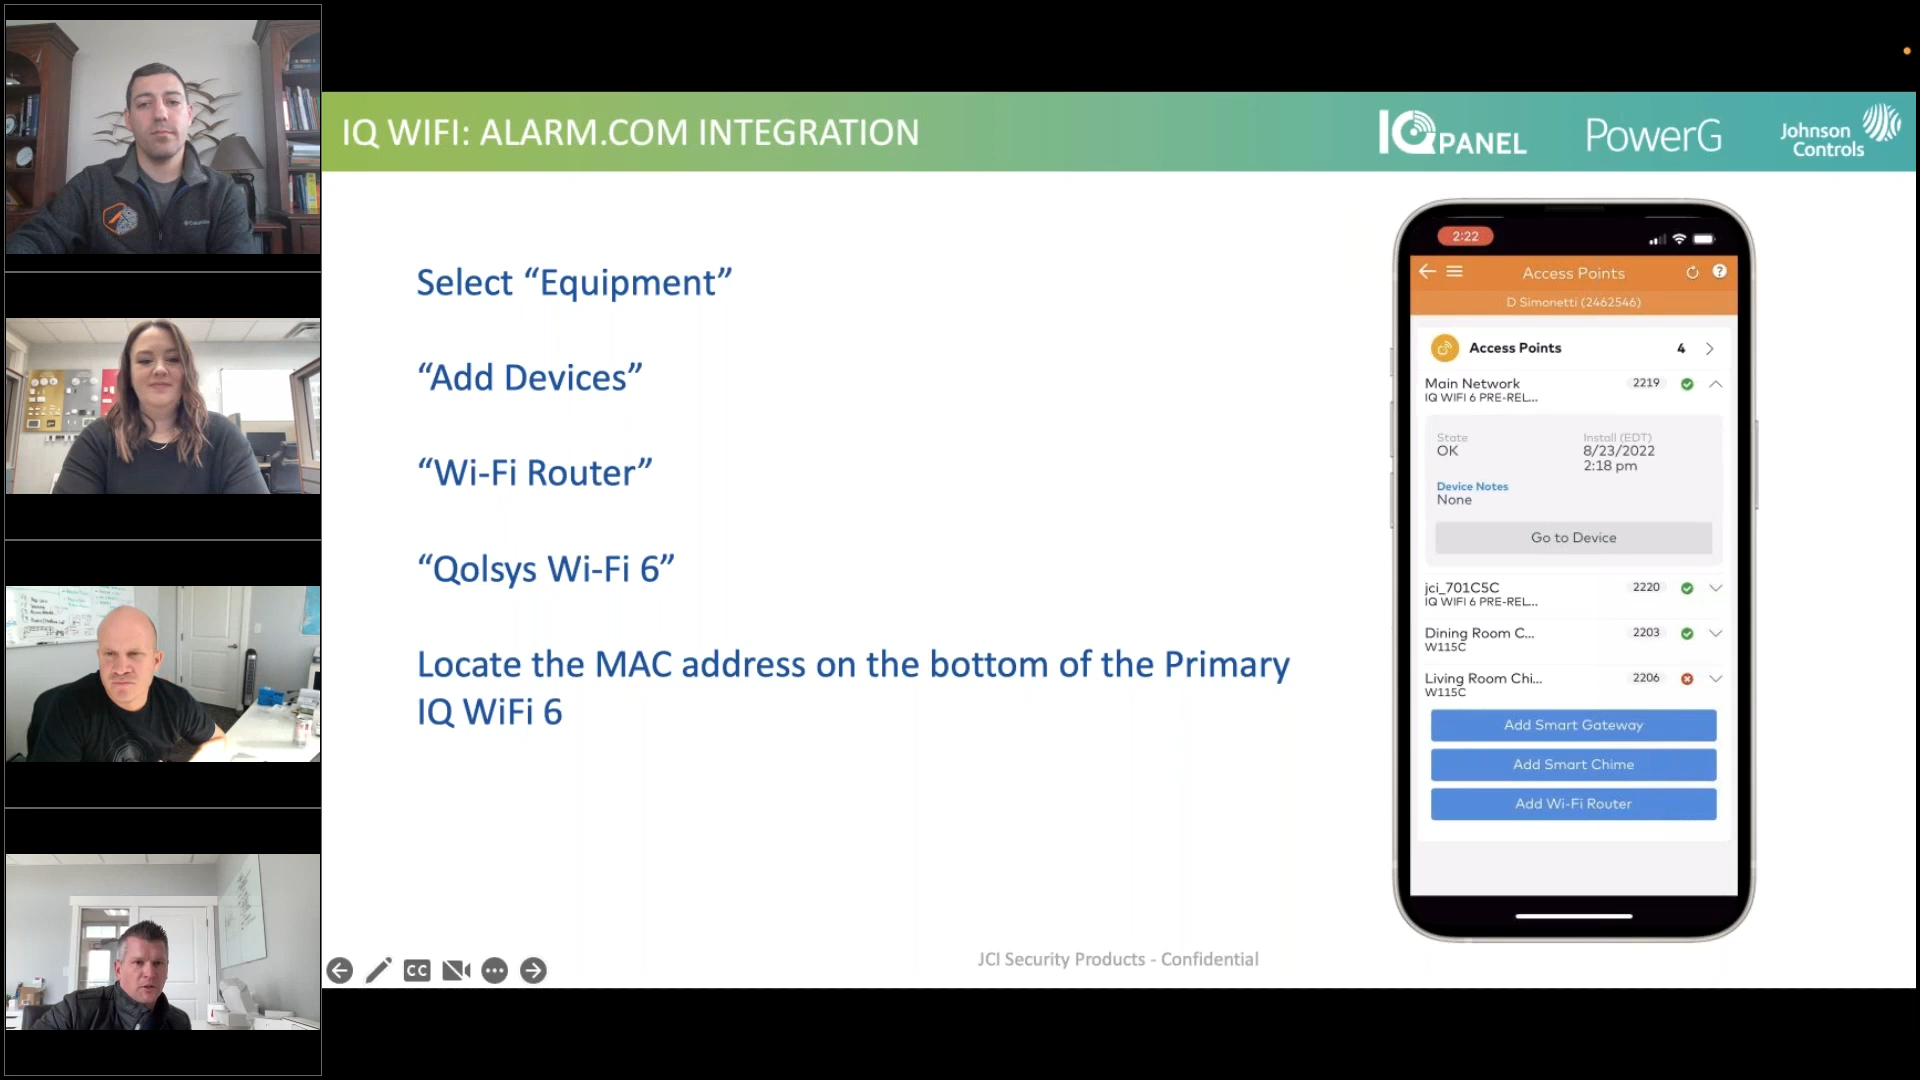 IQ WIFI: ALARM.COM INTEGRATION
IQ PANEL
PowerG
Johnson
Controls
Select “Equipment”
“Add Devices”
“Wi-Fi Router”
“Qolsys Wi-Fi 6”
Locate the MAC address on the bottom of the Primary
IQ WiFi 6
2:22
Access Points
?
D Simonetti (2462546)
Access Points 4
Main Network 2219
IQ WIFI 6 PRE-REL...
State Install (EDT)
OK 8/23/2022
2:18 pm
Device Notes
None
Go to Device
jci_701C5C 2220
IQ WIFI 6 PRE-REL...
Dining Room C... 2203
W115C
Living Room Chi... 2206
W115C
Add Smart Gateway
Add Smart Chime
Add Wi-Fi Router
JCI Security Products - Confidential
CC
Columbia